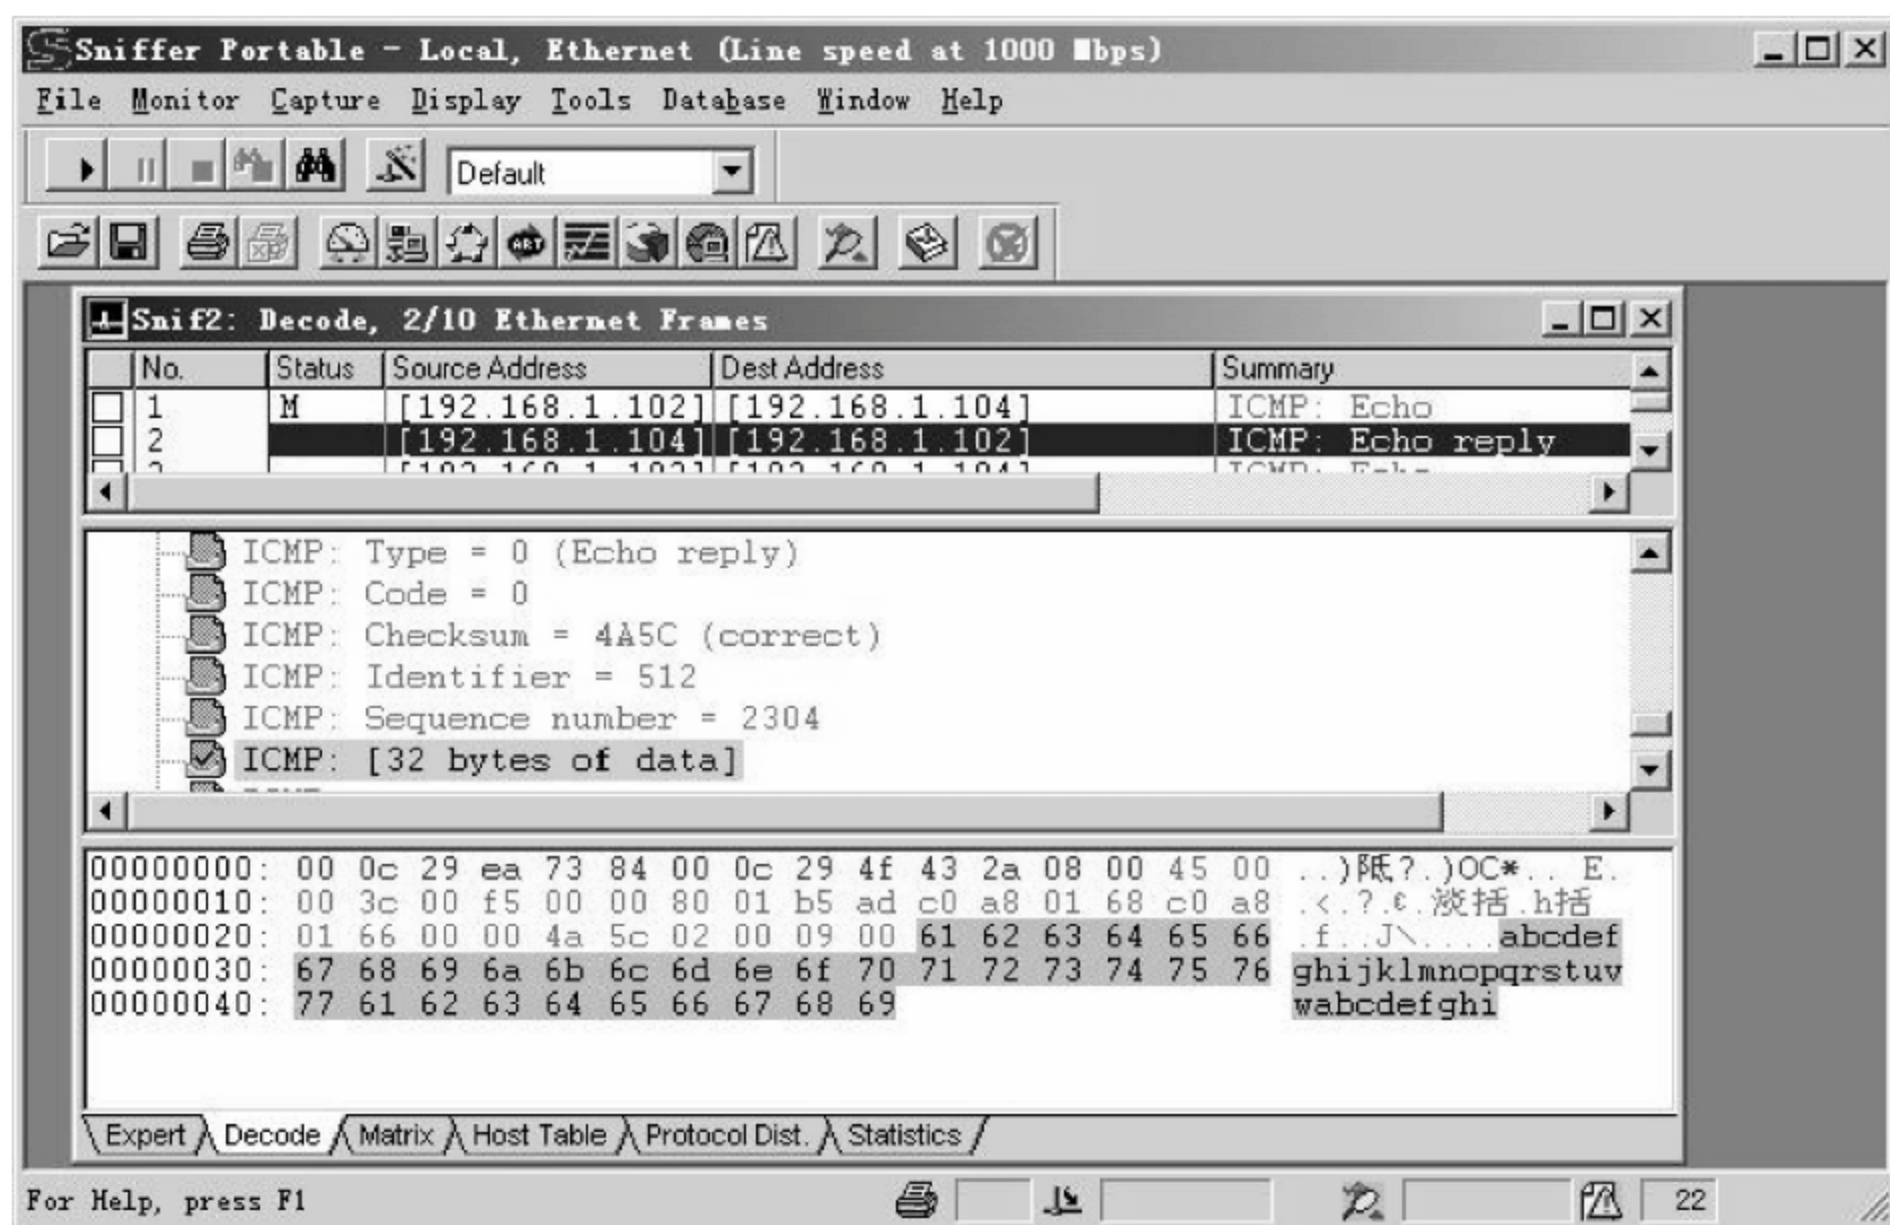 Sniffer Portable - Local, Ethernet (Line speed at 1000 Mbps)
File Monitor Capture Display Tools Database Window Help
Default
ART
Snif2: Decode, 2/10 Ethernet Frames
No. Status Source Address Dest Address Summary
1 M [192.168.1.102] [192.168.1.104] ICMP: Echo
2 [192.168.1.104] [192.168.1.102] ICMP: Echo reply
ICMP: Type = 0 (Echo reply)
ICMP: Code = 0
ICMP: Checksum = 4A5C (correct)
ICMP: Identifier = 512
ICMP: Sequence number = 2304
ICMP: [32 bytes of data]
00000000: 00 0c 29 ea 73 84 00 0c 29 4f 43 2a 08 00 45 00 ..)阺?.)OC*.. E.
00000010: 00 3c 00 f5 00 00 80 01 b5 ad c0 a8 01 68 c0 a8 .<.?.€.淡括.h括
00000020: 01 66 00 00 4a 5c 02 00 09 00 61 62 63 64 65 66 .f..J\....abcdef
00000030: 67 68 69 6a 6b 6c 6d 6e 6f 70 71 72 73 74 75 76 ghijklmnopqrstuv
00000040: 77 61 62 63 64 65 66 67 68 69 wabcdefghi
Expert Decode Matrix Host Table Protocol Dist. Statistics
For Help, press F1 22